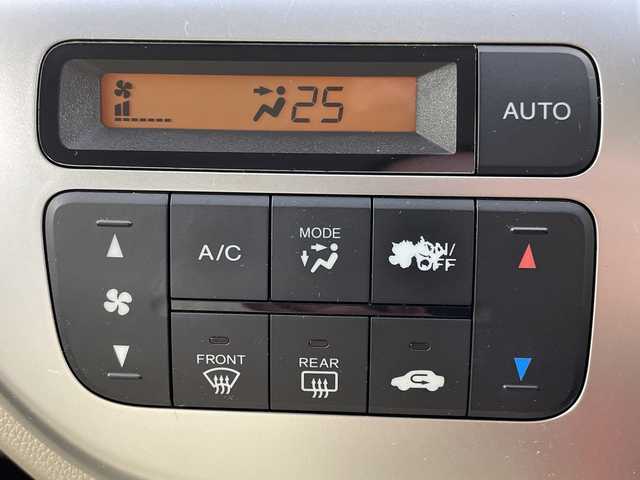 25
AUTO
A/C
MODE
ON/
OFF
FRONT
REAR